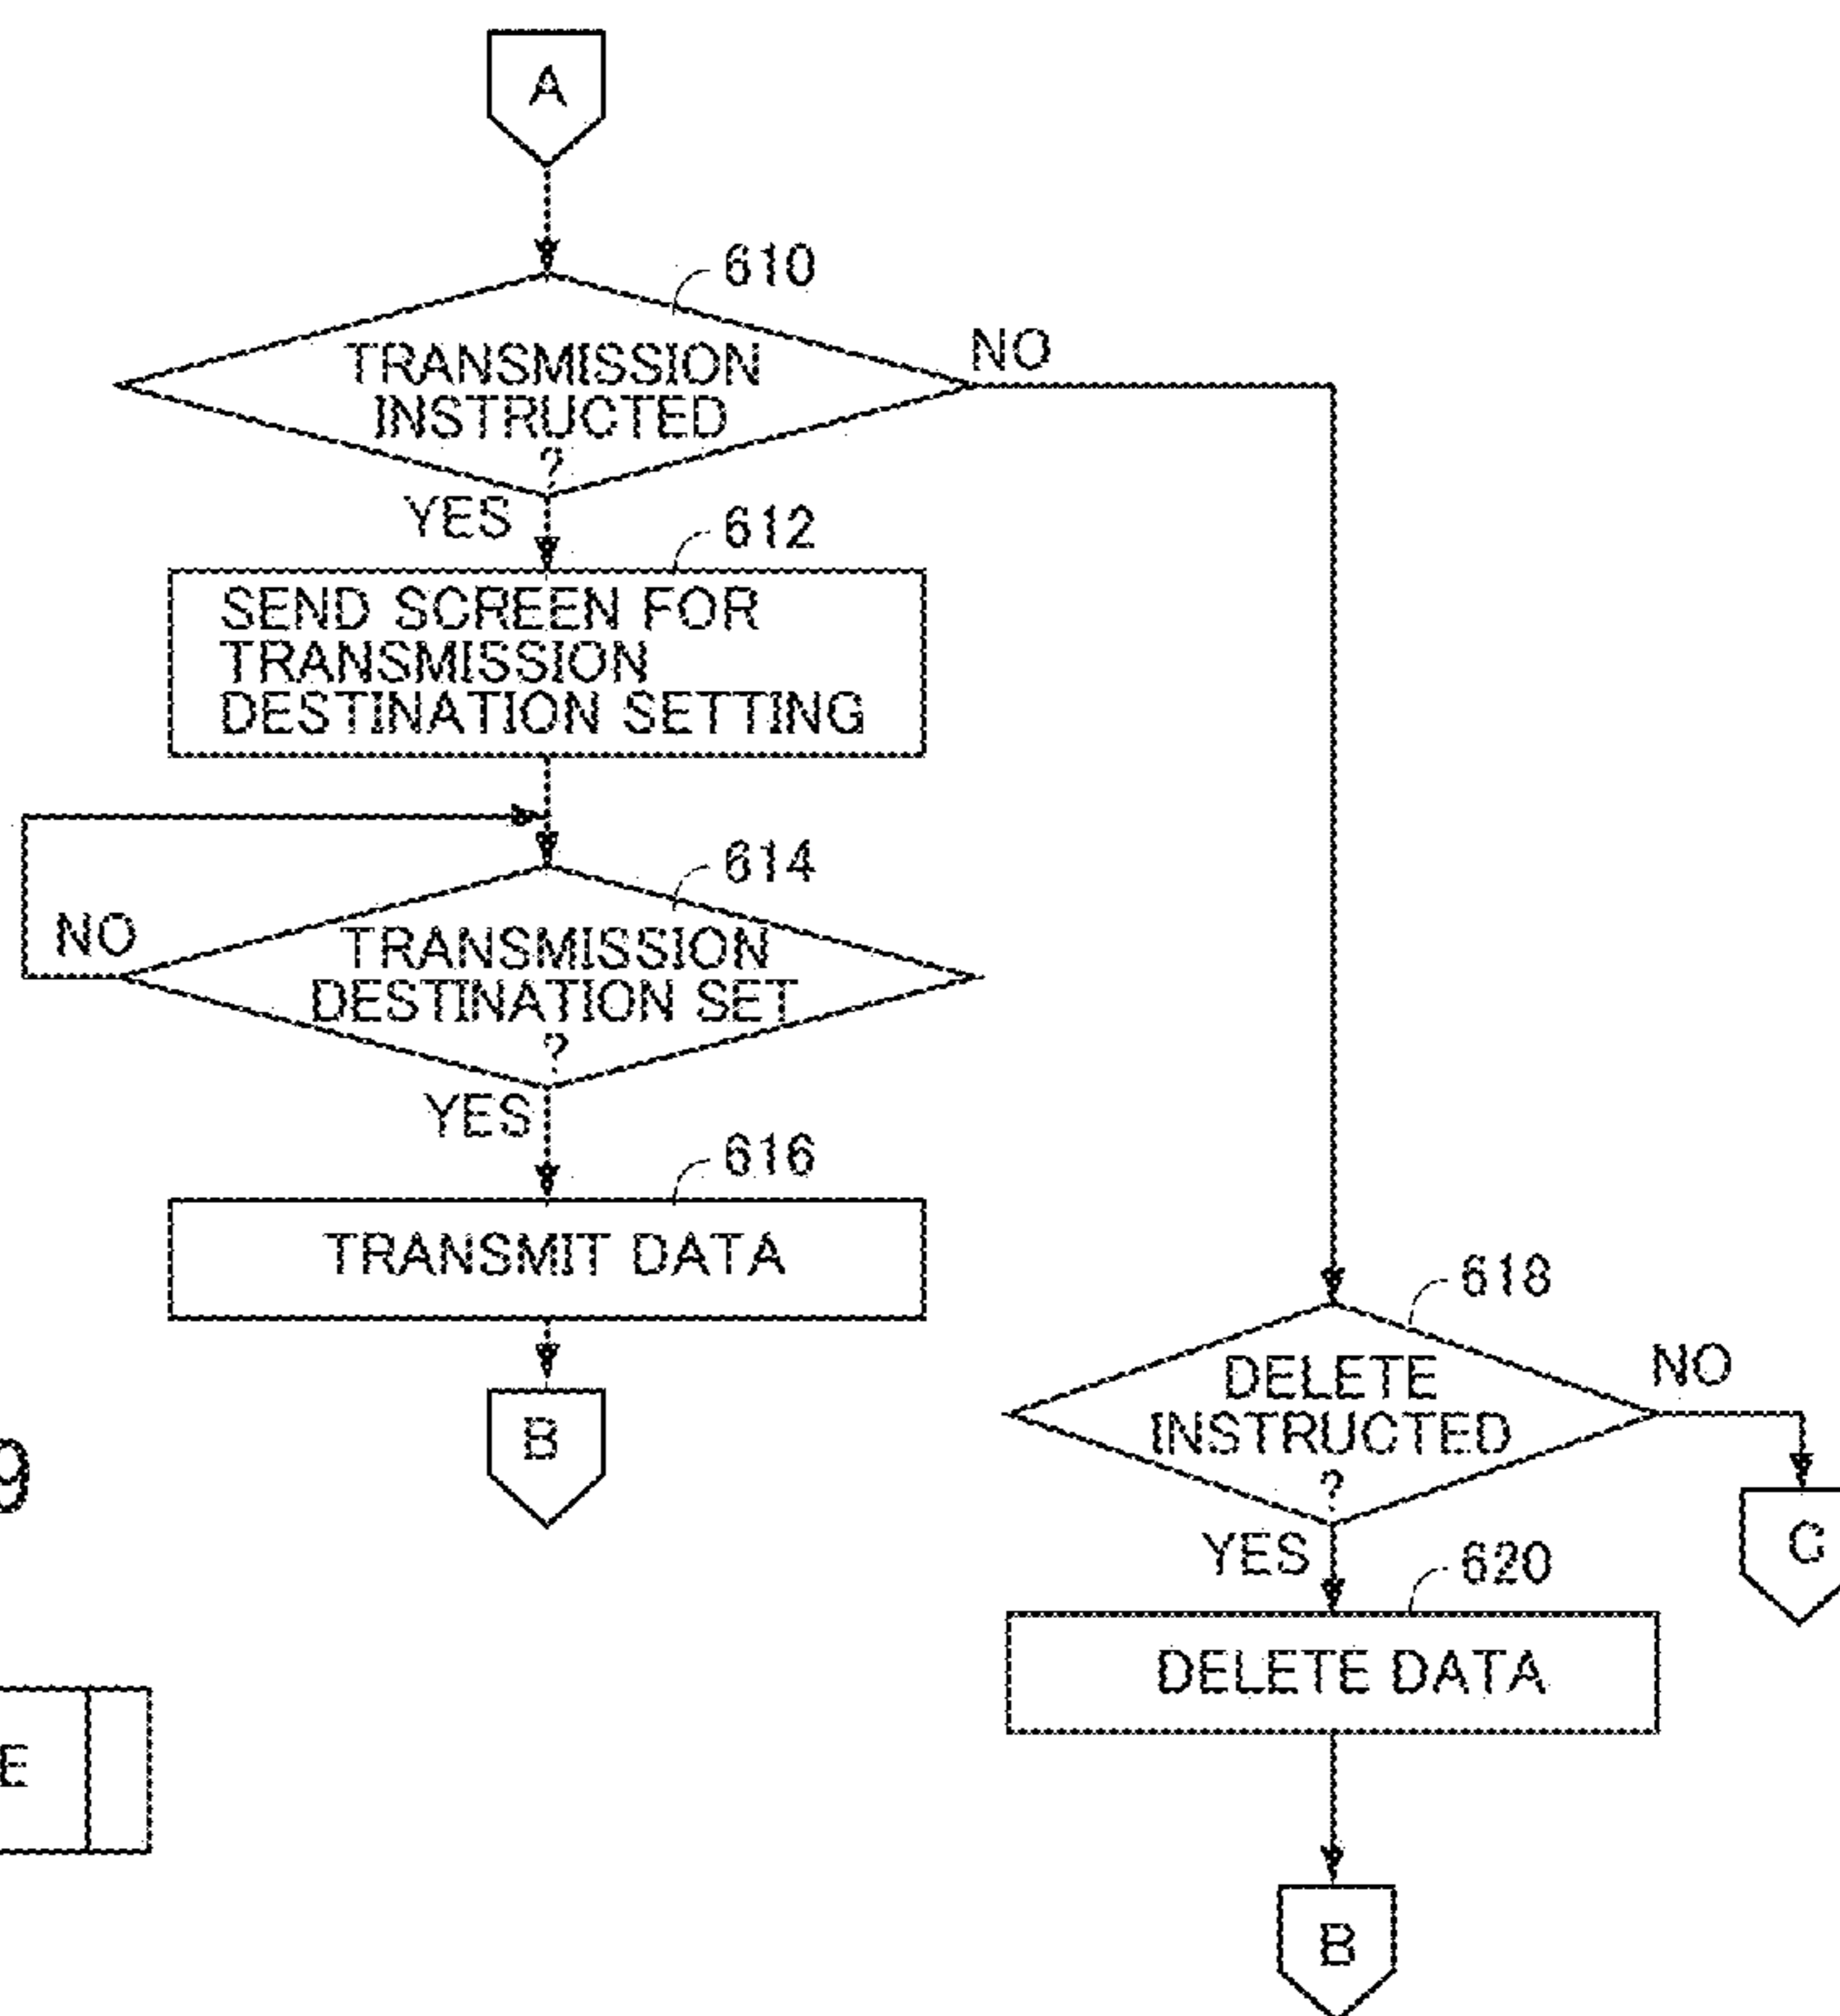 A
610
TRANSMISSION
INSTRUCTED
?
NO
YES
612
SEND SCREEN FOR
TRANSMISSION
DESTINATION SETTING
614
NO
TRANSMISSION
DESTINATION SET
?
YES
616
TRANSMIT DATA
B
618
DELETE
INSTRUCTED
?
NO
C
YES
620
DELETE DATA
B
9
E